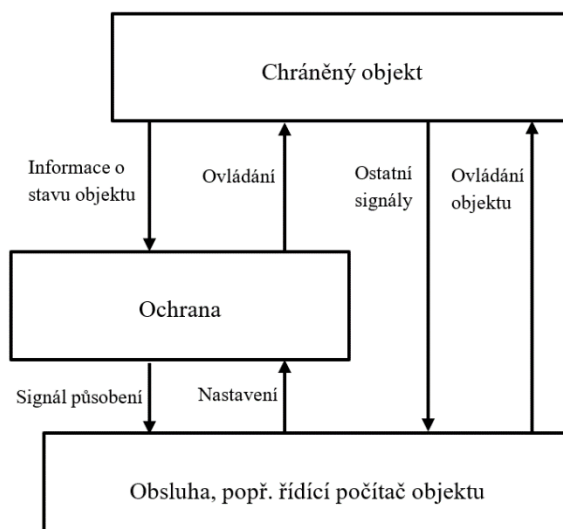 Chráněný objekt
Informace o
stavu objektu
Ovládání
Ostatní
signály
Ovládání
objektu
Ochrana
Signál působení
Nastavení
Obsluha, popř. řídící počítač objektu